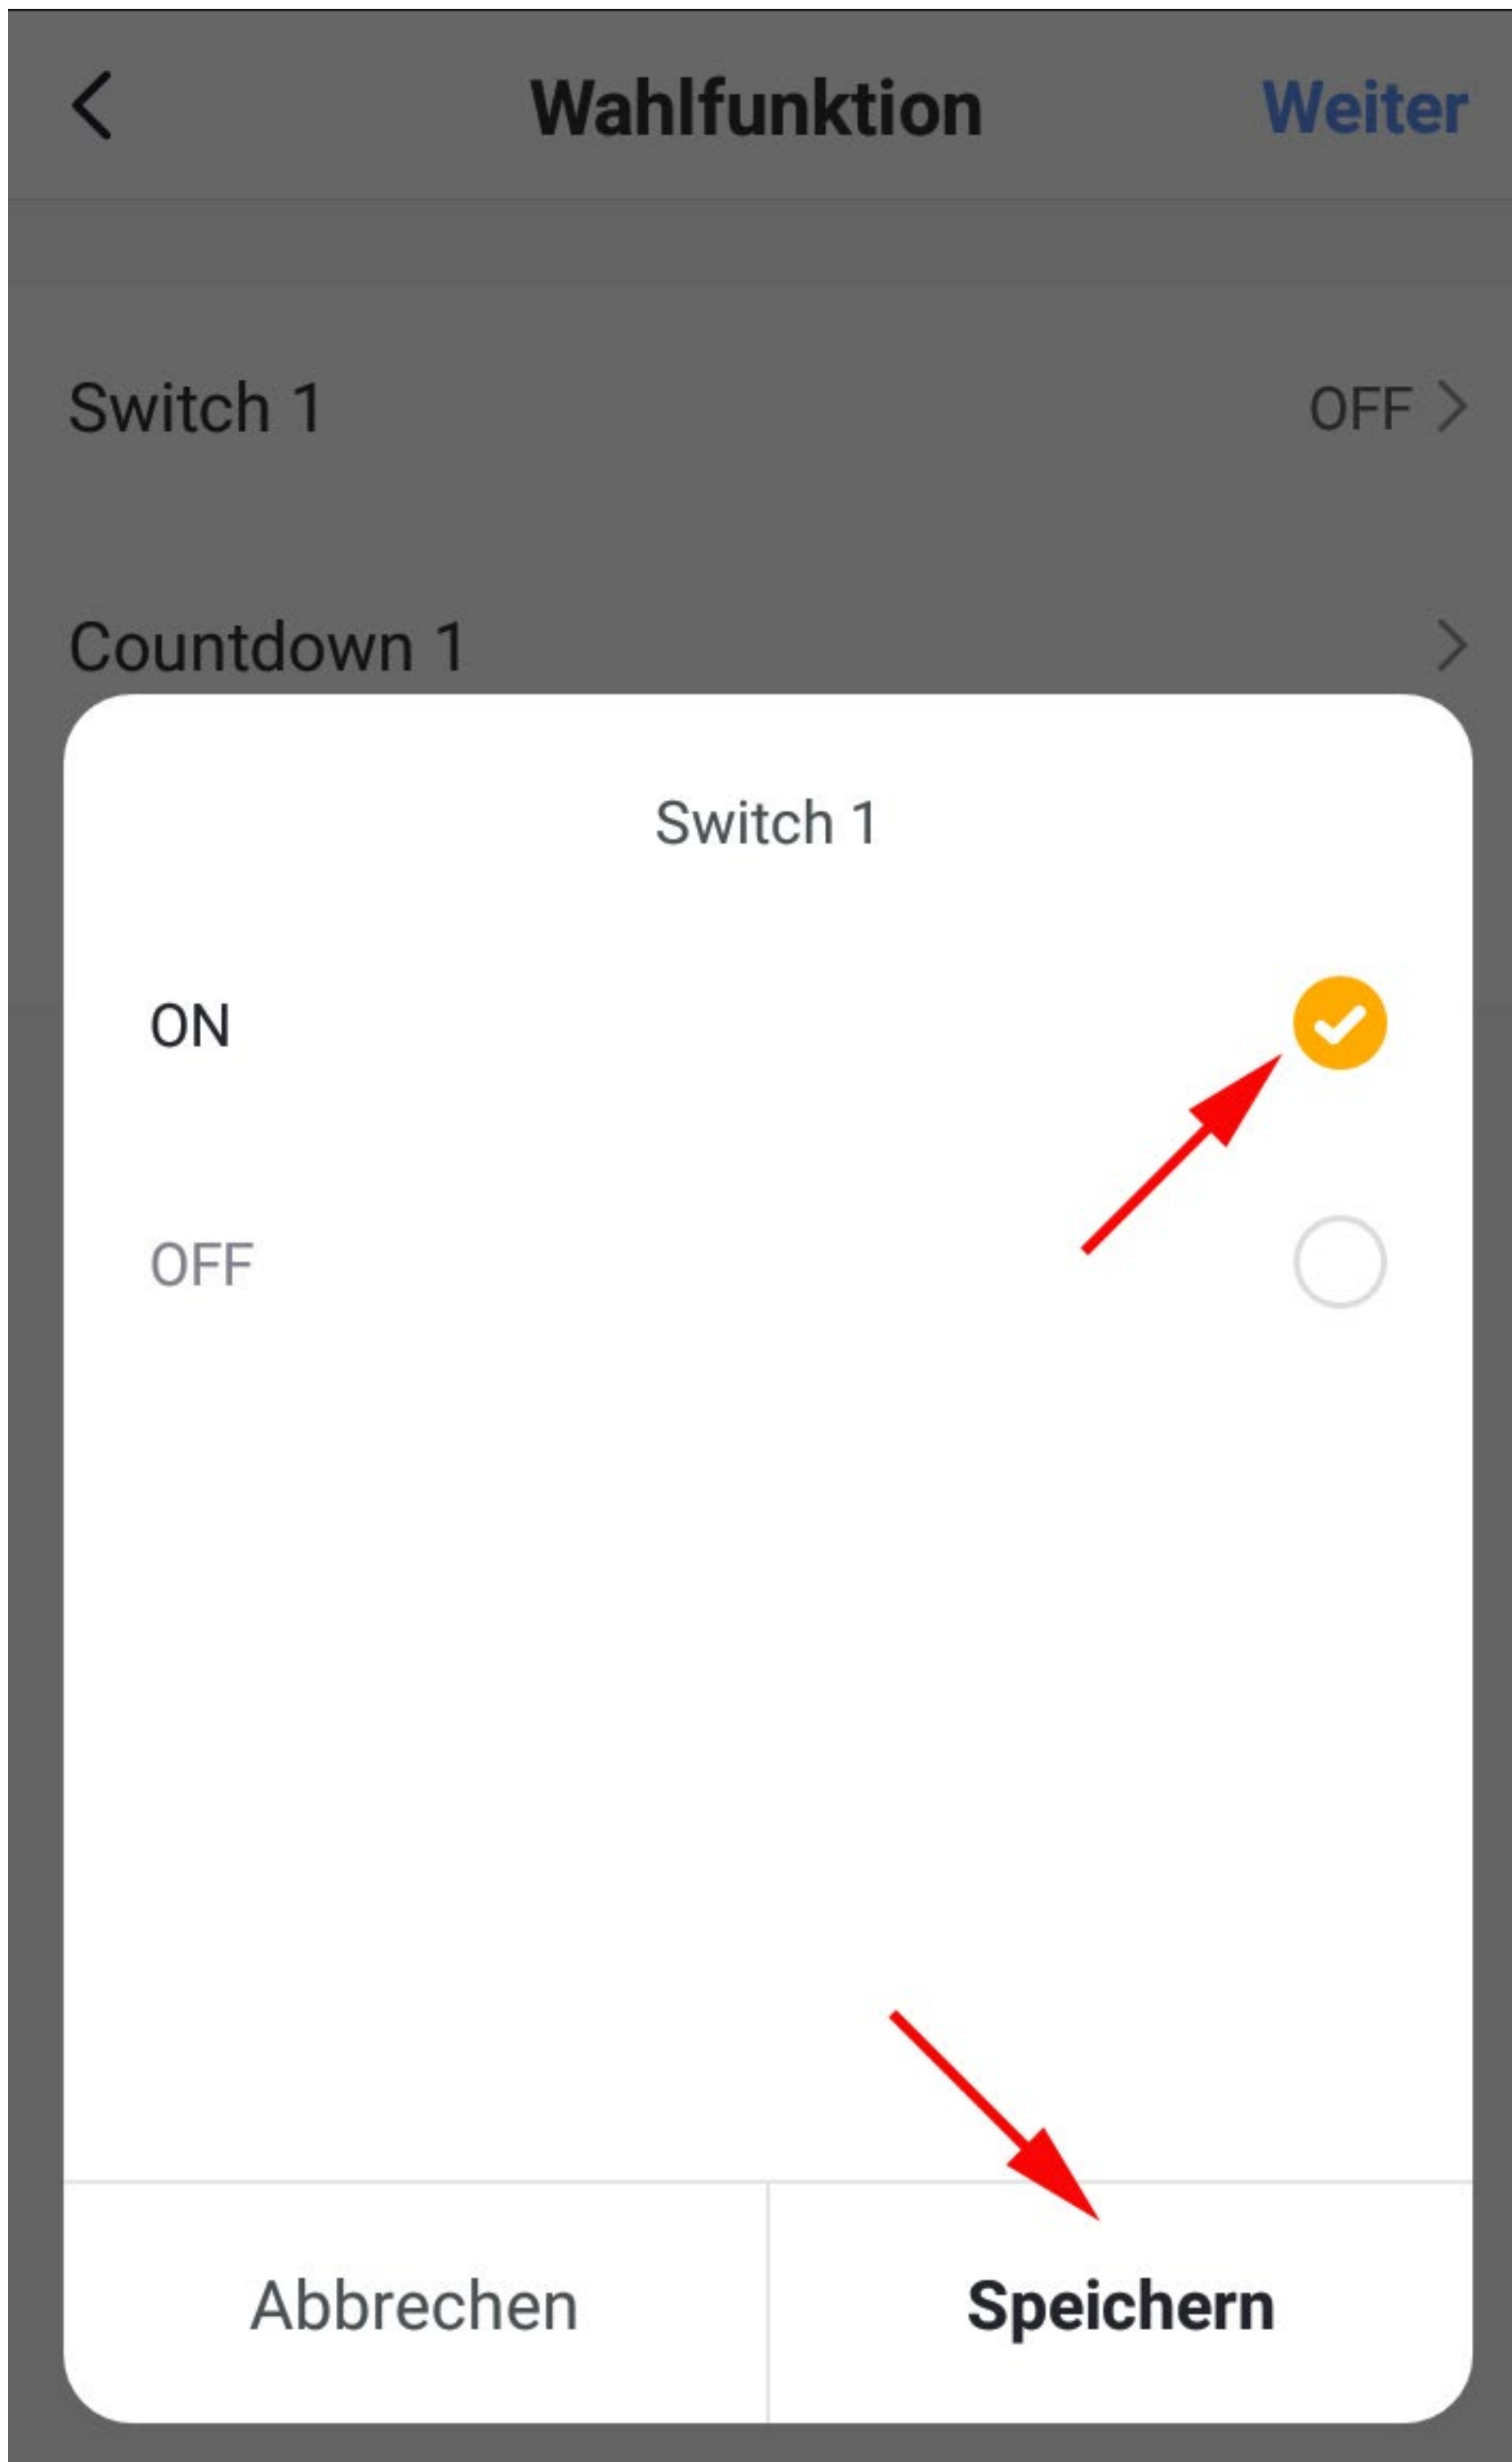 Wahlfunktion Weiter
Switch 1 OFF
Countdown 1
Switch 1
ON
OFF
Abbrechen Speichern